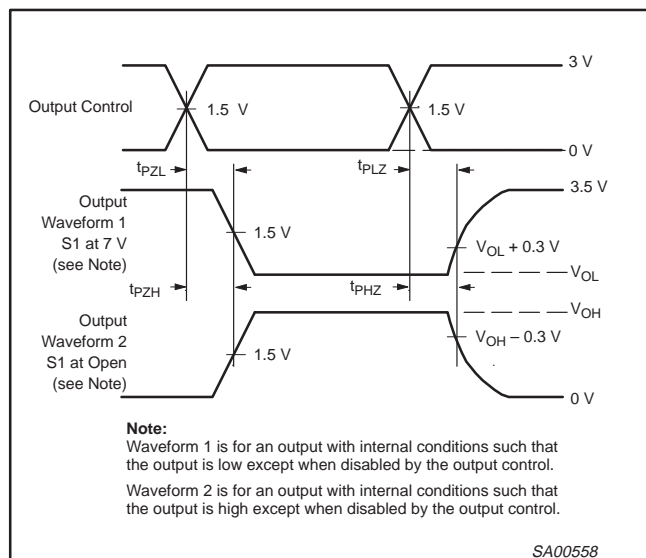 3 V
Output Control
1.5 V
1.5 V
0 V
tPZL
tPLZ
3.5 V
Output
Waveform 1
S1 at 7 V
(see Note)
1.5 V
VOL + 0.3 V
VOL
tPZH
tPHZ
VOH
Output
Waveform 2
S1 at Open
(see Note)
1.5 V
VOH – 0.3 V
0 V
Note:
Waveform 1 is for an output with internal conditions such that
the output is low except when disabled by the output control.
Waveform 2 is for an output with internal conditions such that
the output is high except when disabled by the output control.
SA00558